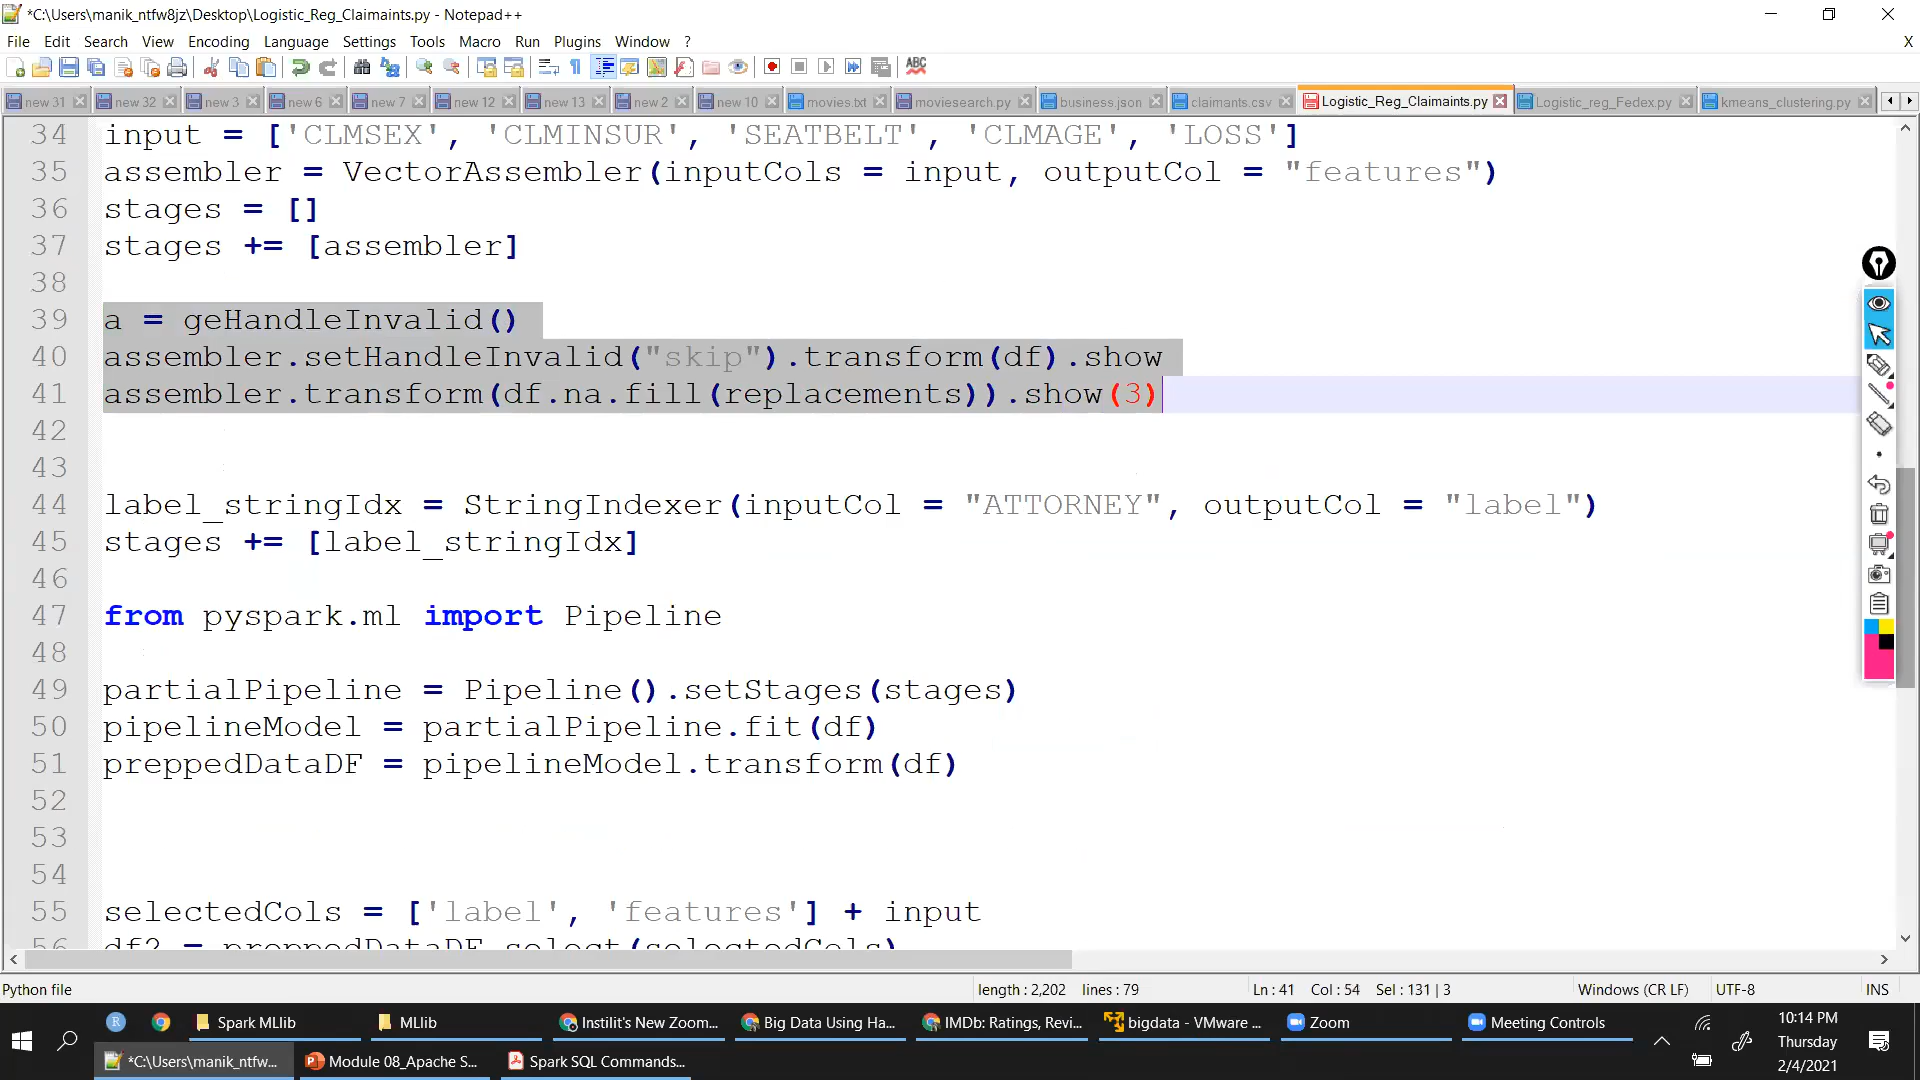 *C:\Users\manik_ntfw8jz\Desktop\Logistic_Reg_Claimaints.py - Notepad++
File Edit Search View Encoding Language Settings Tools Macro Run Plugins Window ? X
ABC
new 31 new 32 new 3 new 6 new 7 new 12 new 13 new 2 new 10 movies.txt moviesearch.py business.json claimants.csv Logistic_Reg_Claimaints.py Logistic_reg_Fedex.py kmeans_clustering.py
34 input = ['CLMSEX', 'CLMINSUR', 'SEATBELT', 'CLMAGE', 'LOSS']
35 assembler = VectorAssembler(inputCols = input, outputCol = "features")
36 stages = []
37 stages += [assembler]
38
39 a = geHandleInvalid()
40 assembler.setHandleInvalid("skip").transform(df).show
41 assembler.transform(df.na.fill(replacements)).show(3)
42
43
44 label_stringIdx = StringIndexer(inputCol = "ATTORNEY", outputCol = "label")
45 stages += [label_stringIdx]
46
47 from pyspark.ml import Pipeline
48
49 partialPipeline = Pipeline().setStages(stages)
50 pipelineModel = partialPipeline.fit(df)
51 preppedDataDF = pipelineModel.transform(df)
52
53
54
55 selectedCols = ['label', 'features'] + input
56 df2 = preppedDataDF.select(selectedCols)
Python file length : 2,202 lines : 79 Ln : 41 Col : 54 Sel : 131 | 3 Windows (CR LF) UTF-8 INS
R Spark MLlib MLlib Instilit's New Zoom... Big Data Using Ha... IMDb: Ratings, Revi... bigdata - VMware ... Zoom Meeting Controls
*C:\Users\manik_ntfw... Module 08_Apache S... Spark SQL Commands...
10:14 PM
Thursday
2/4/2021